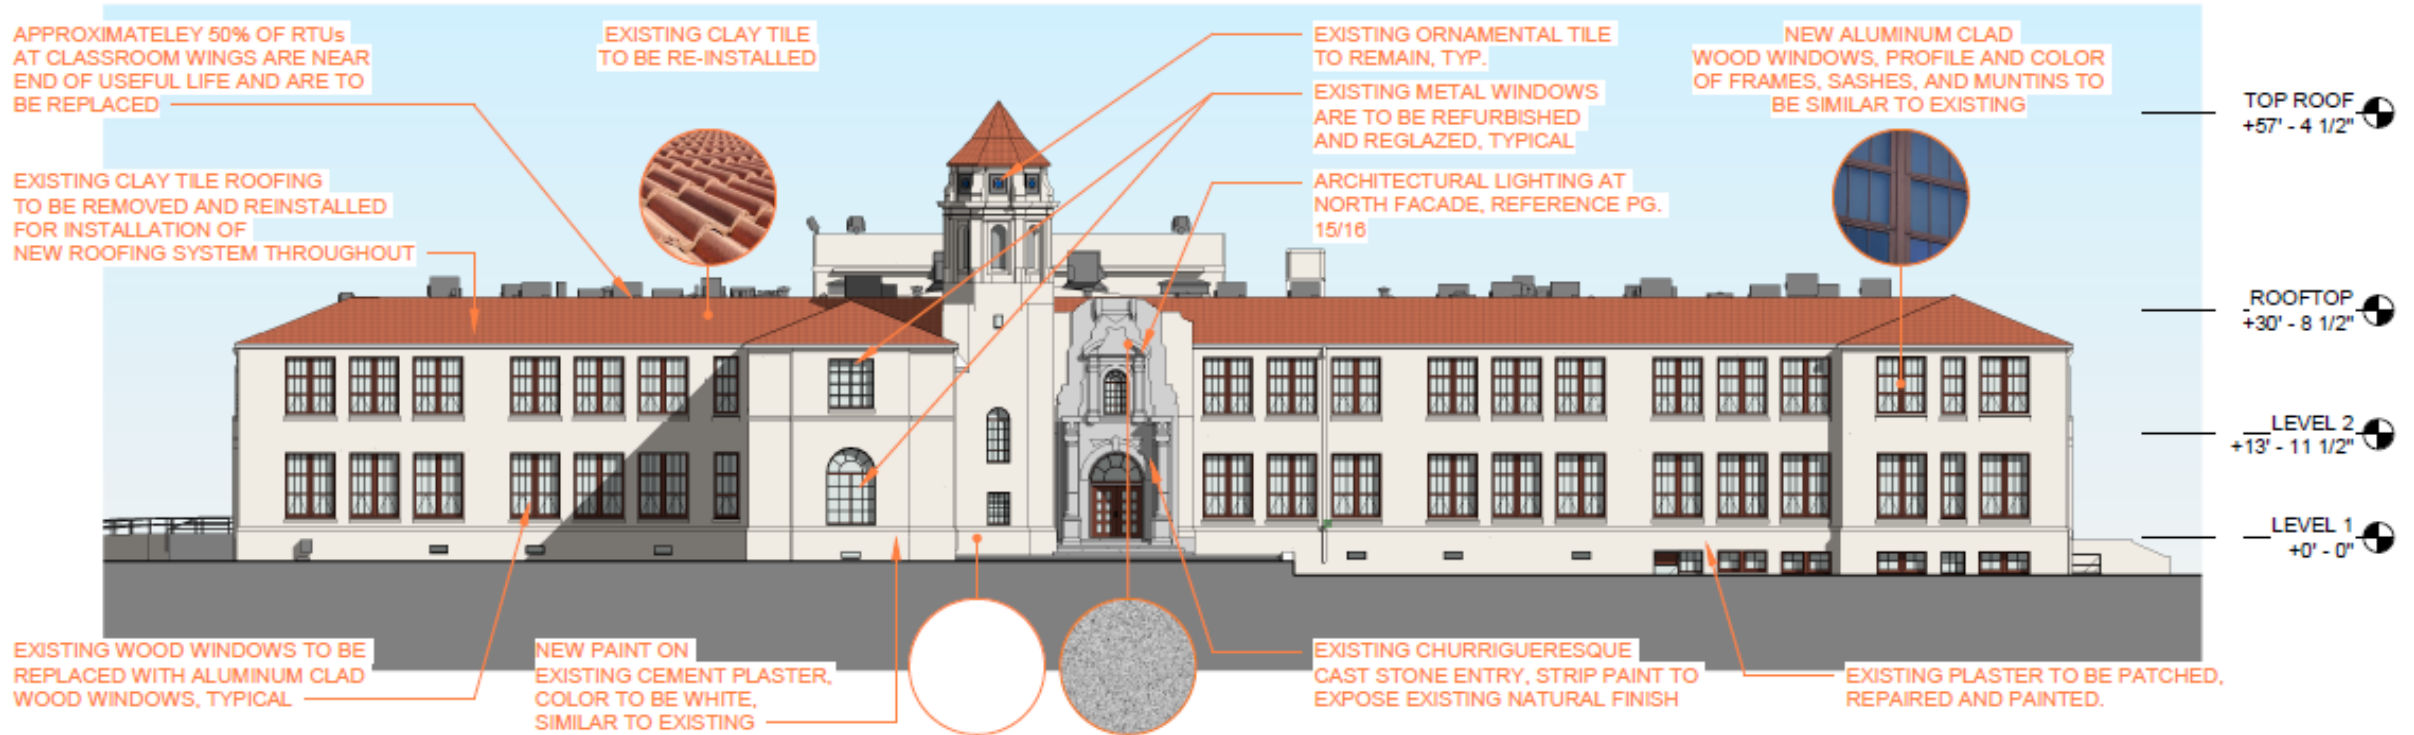 APPROXIMATELEY 50% OF RTUs
AT CLASSROOM WINGS ARE NEAR
END OF USEFUL LIFE AND ARE TO
BE REPLACED
EXISTING CLAY TILE
TO BE RE-INSTALLED
EXISTING ORNAMENTAL TILE
TO REMAIN, TYP.
EXISTING METAL WINDOWS
ARE TO BE REFURBISHED
AND REGLAZED, TYPICAL
ARCHITECTURAL LIGHTING AT
NORTH FACADE, REFERENCE PG.
15/16
NEW ALUMINUM CLAD
WOOD WINDOWS, PROFILE AND COLOR
OF FRAMES, SASHES, AND MUNTINS TO
BE SIMILAR TO EXISTING
TOP ROOF
+57' - 4 1/2"
EXISTING CLAY TILE ROOFING
TO BE REMOVED AND REINSTALLED
FOR INSTALLATION OF
NEW ROOFING SYSTEM THROUGHOUT
ROOFTOP
+30' - 8 1/2"
LEVEL 2
+13' - 11 1/2"
LEVEL 1
+0' - 0"
EXISTING WOOD WINDOWS TO BE
REPLACED WITH ALUMINUM CLAD
WOOD WINDOWS, TYPICAL
NEW PAINT ON
EXISTING CEMENT PLASTER,
COLOR TO BE WHITE,
SIMILAR TO EXISTING
EXISTING CHURRIGUERESQUE
CAST STONE ENTRY, STRIP PAINT TO
EXPOSE EXISTING NATURAL FINISH
EXISTING PLASTER TO BE PATCHED,
REPAIRED AND PAINTED.